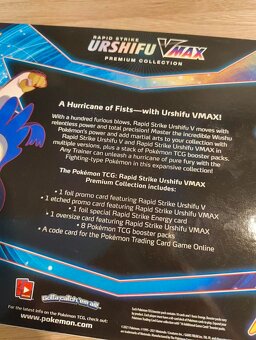 RAPID STRIKE
URSHIFU VMAX
PREMIUM COLLECTION
A Hurricane of Fists—with Urshifu VMAX!
With a hundred furious blows, Rapid Strike Urshifu V moves with
relentless power and total precision! Master the incredible Wushu
Pokémon's power and add martial arts to your collection with
Rapid Strike Urshifu V and Rapid Strike Urshifu VMAX in
multiple versions, plus a stack of Pokémon TCG booster packs.
Any Trainer can unleash a hurricane of pure fury with the
Fighting-type Pokémon in this expansive collection!
The Pokémon TCG: Rapid Strike Urshifu VMAX
Premium Collection includes:
• 1 foil promo card featuring Rapid Strike Urshifu V
• 1 etched promo card featuring Rapid Strike Urshifu VMAX
• 1 foil special Rapid Strike Energy card
• 1 oversize card featuring Rapid Strike Urshifu VMAX
• 8 Pokémon TCG booster packs
• A code card for the Pokémon Trading Card Game Online
Gotta catch 'em all!
For the latest info on the Pokémon TCG, check out
www.pokemon.com